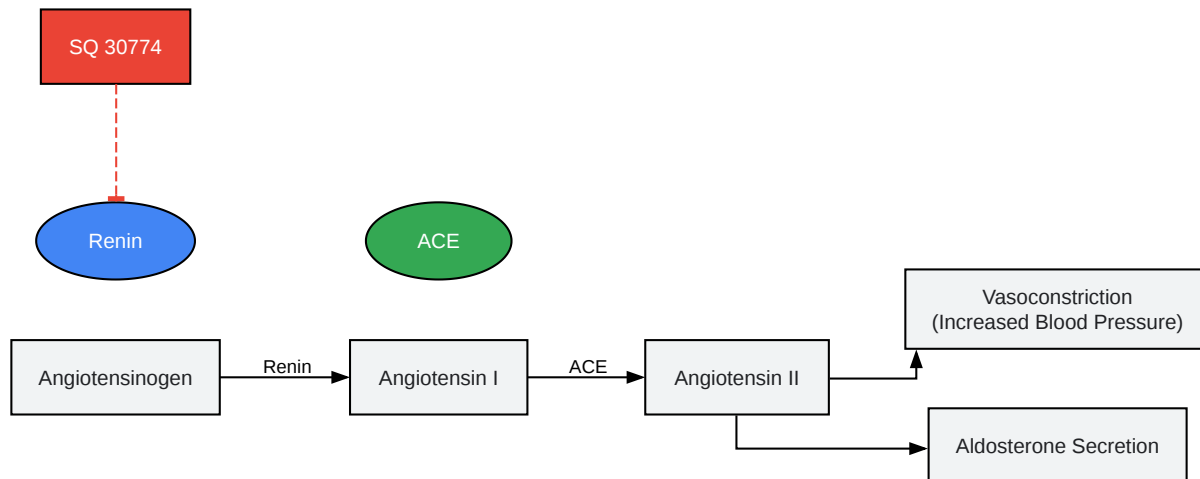 SQ 30774
Renin
ACE
Vasoconstriction
(Increased Blood Pressure)
Angiotensinogen
Renin
Angiotensin I
ACE
Angiotensin II
Aldosterone Secretion